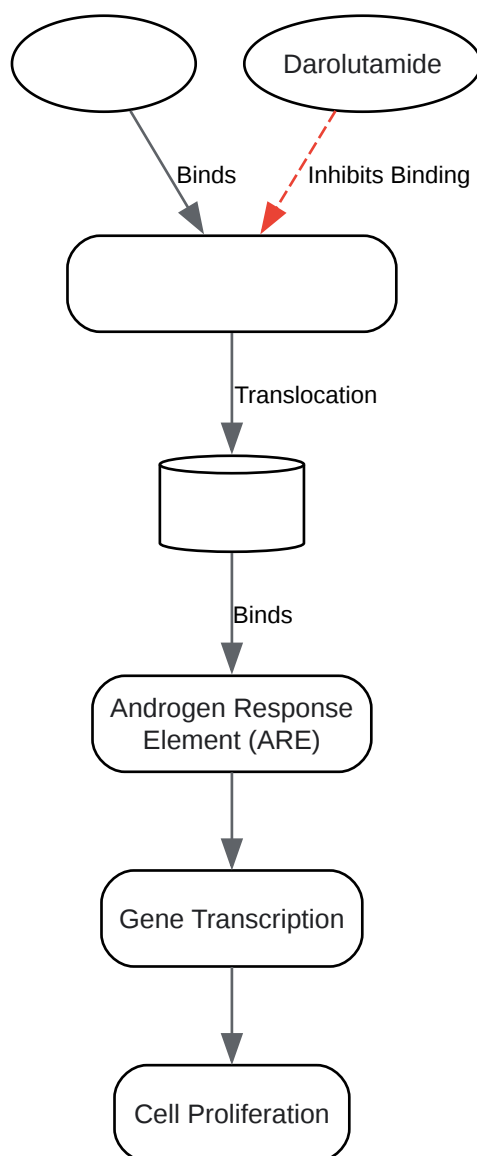 Darolutamide
Binds
Inhibits Binding
Translocation
Binds
Androgen Response
Element (ARE)
Gene Transcription
Cell Proliferation